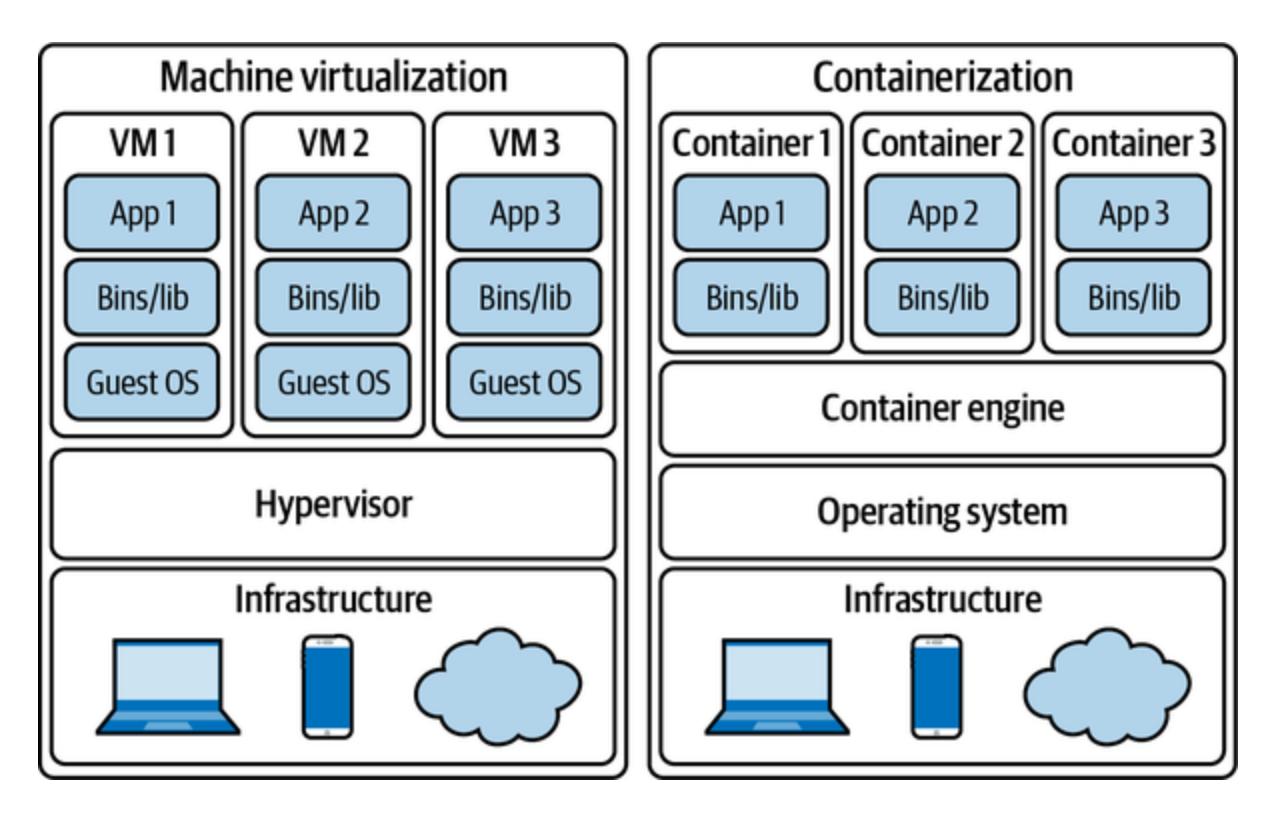 Machine virtualization
VM 1
VM 2
VM 3
App 1
App 2
App 3
Bins/lib
Bins/lib
Bins/lib
Guest OS
Guest OS
Guest OS
Hypervisor
Infrastructure
Containerization
Container 1
Container 2
Container 3
App 1
App 2
App 3
Bins/lib
Bins/lib
Bins/lib
Container engine
Operating system
Infrastructure